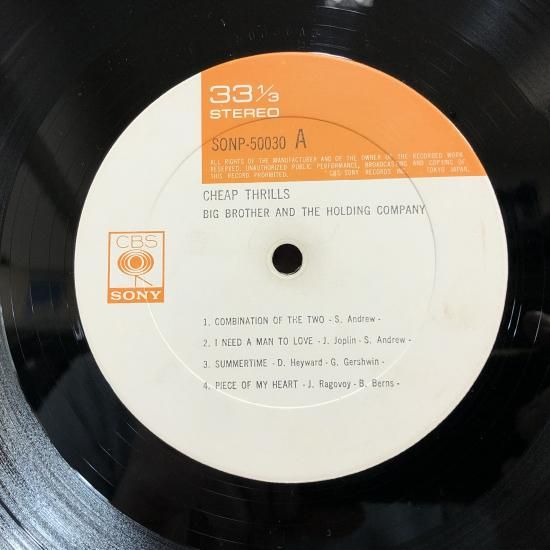 33 1/3
STEREO
SONP-50030 A
ALL RIGHTS OF THE MANUFACTURER AND OF THE OWNER OF THE RECORDED WORK
RESERVED. UNAUTHORIZED PUBLIC PERFORMANCE, BROADCASTING AND COPYING OF
THIS RECORD PROHIBITED. CBS/SONY RECORDS INC. TOKYO JAPAN.
CHEAP THRILLS
BIG BROTHER AND THE HOLDING COMPANY
CBS
SONY
1. COMBINATION OF THE TWO - S. Andrew -
2. I NEED A MAN TO LOVE - J. Joplin - S. Andrew -
3. SUMMERTIME - D. Heyward - G. Gershwin -
4. PIECE OF MY HEART - J. Ragovoy - B. Berns -